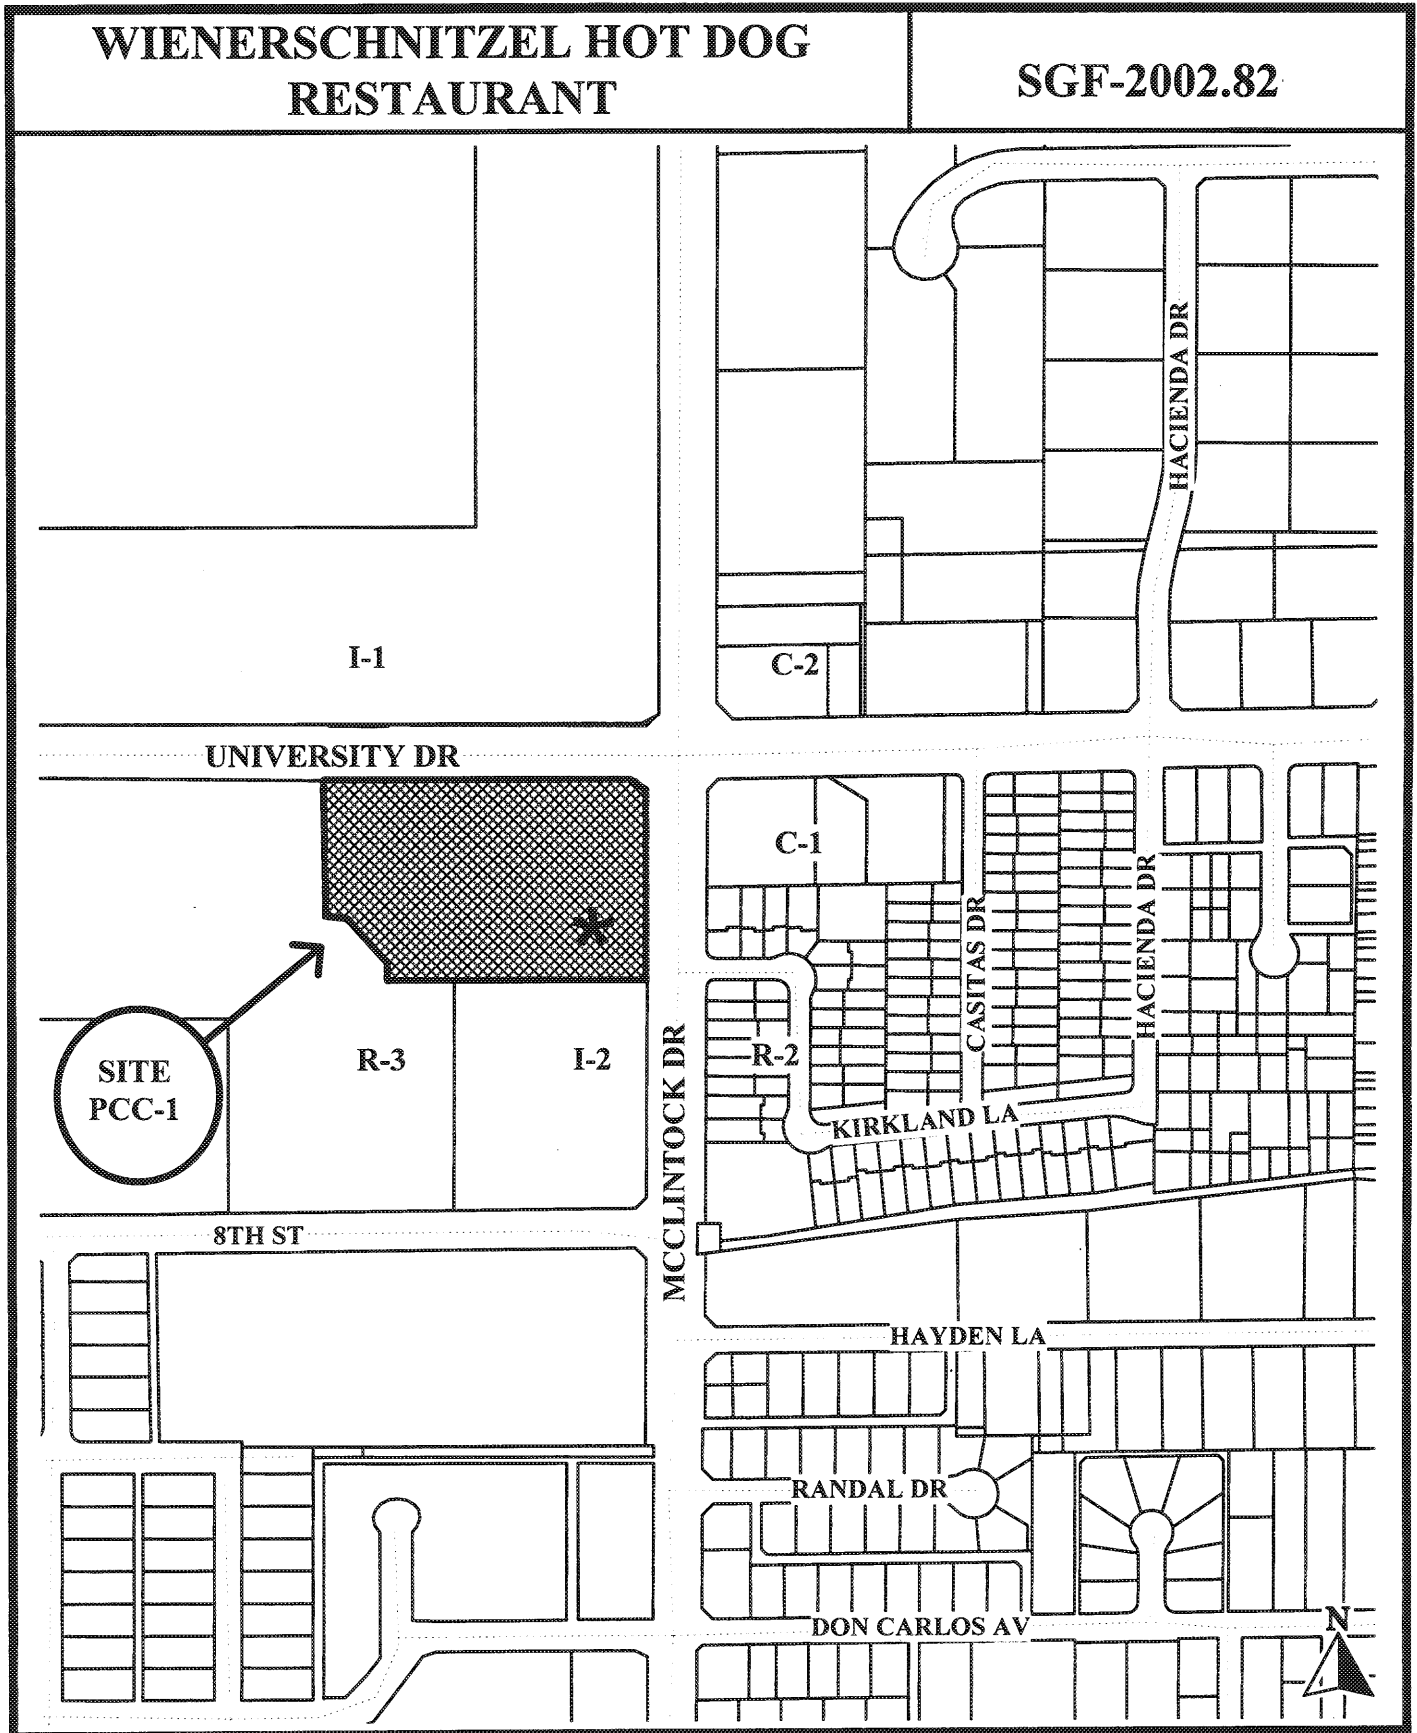 WIENERSCHNITZEL HOT DOG
RESTAURANT
SGF-2002.82
HACIENDA DR
I-1
C-2
UNIVERSITY DR
C-1
CASITAS DR
HACIENDA DR
SITE
PCC-1
R-3
I-2
MCCLINTOCK DR
R-2
KIRKLAND LA
8TH ST
HAYDEN LA
RANDAL DR
DON CARLOS AV
N